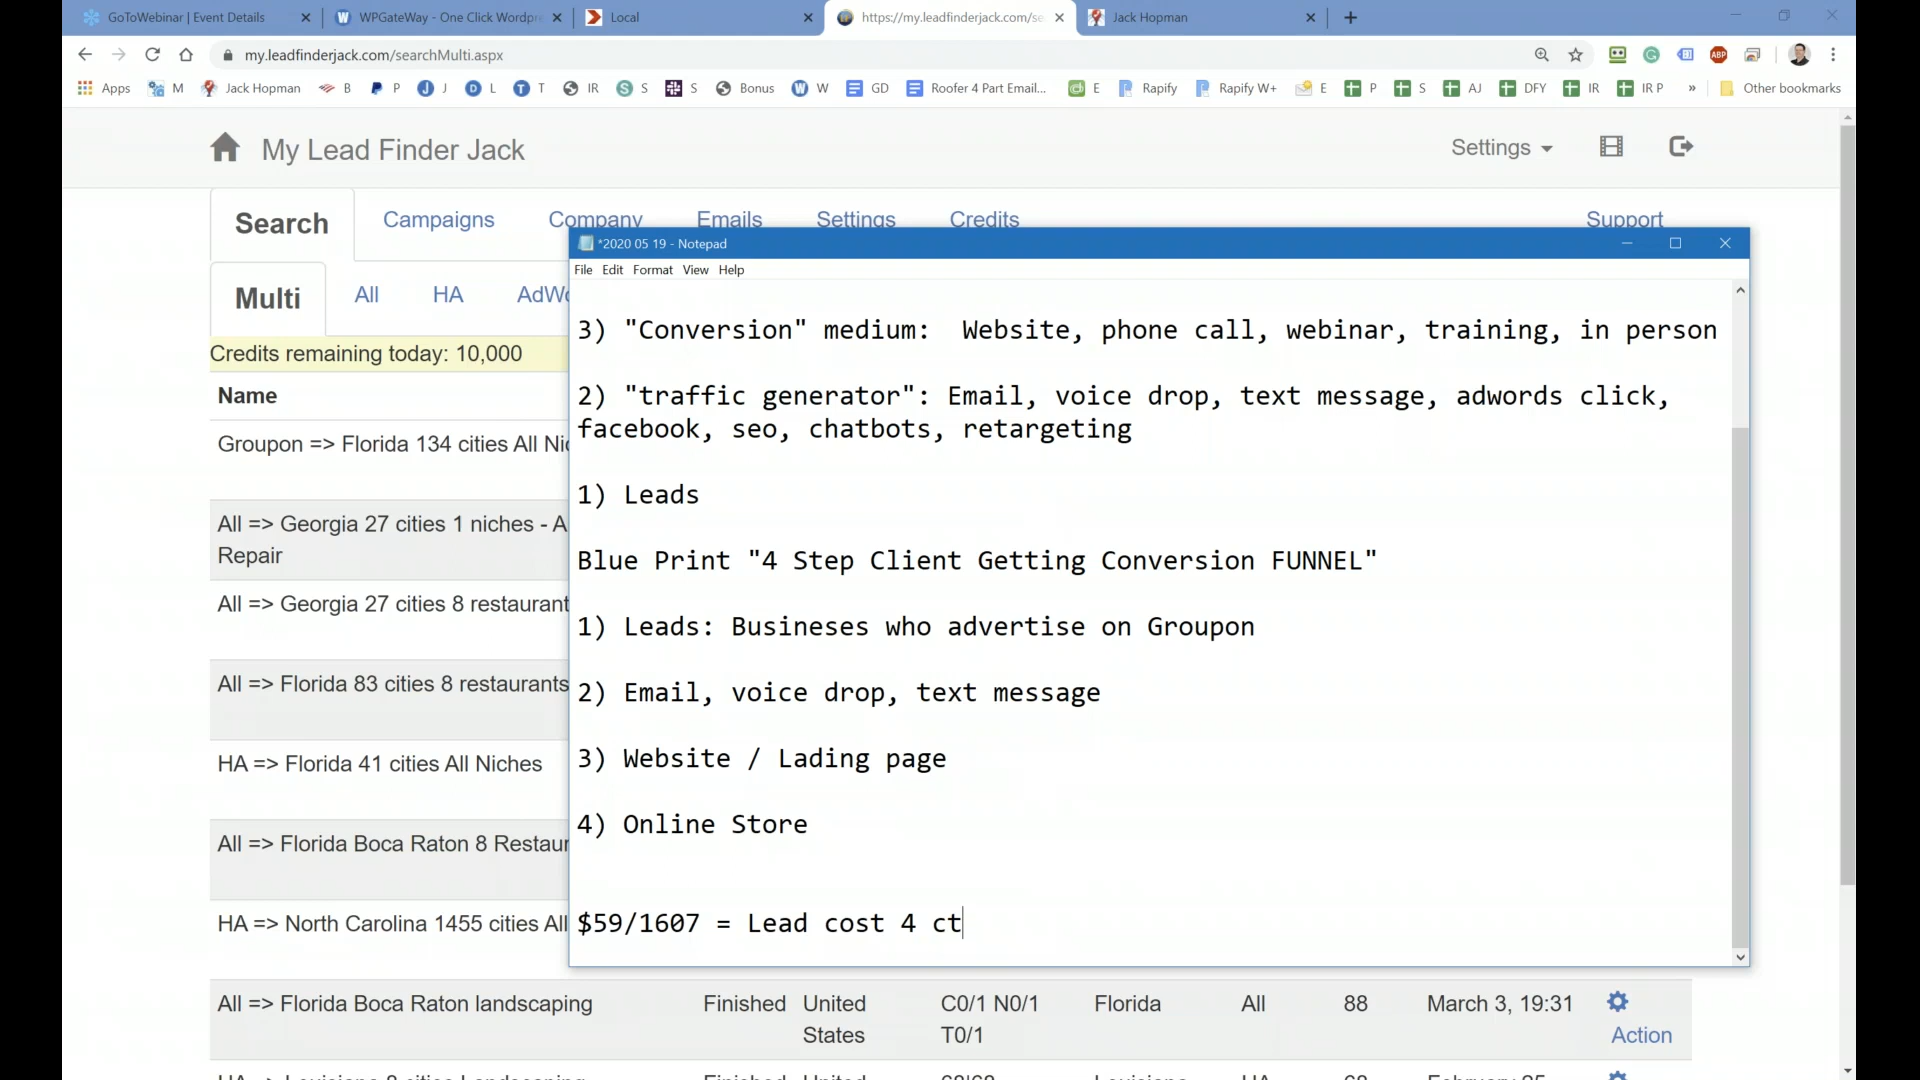 GoToWebinar | Event Details
WPGateWay - One Click Wordpr
Local
https://my.leadfinderjack.com/se
Jack Hopman
my.leadfinderjack.com/searchMulti.aspx
ABP
Apps M Jack Hopman B P J J D L T T IR S S S Bonus W W GD Roofer 4 Part Email... E Rapify Rapify W+ E P S AJ DFY IR IR P » Other bookmarks
My Lead Finder Jack
Settings
Search Campaigns Company Emails Settings Credits Support
*2020 05 19 - Notepad
File Edit Format View Help
Multi All HA
Credits remaining today: 10,000
Name
Groupon => Florida 134 cities All
All => Georgia 27 cities 1 niches - A
Repair
All => Georgia 27 cities 8 restaurant
All => Florida 83 cities 8 restaurants
HA => Florida 41 cities All Niches
All => Florida Boca Raton 8 Restaur
HA => North Carolina 1455 cities All
3) "Conversion" medium:  Website, phone call, webinar, training, in person
2) "traffic generator": Email, voice drop, text message, adwords click,
facebook, seo, chatbots, retargeting
1) Leads
Blue Print "4 Step Client Getting Conversion FUNNEL"
1) Leads: Busineses who advertise on Groupon
2) Email, voice drop, text message
3) Website / Lading page
4) Online Store
$59/1607 = Lead cost 4 ct
All => Florida Boca Raton landscaping Finished United C0/1 N0/1 Florida All 88 March 3, 19:31
States T0/1 Action